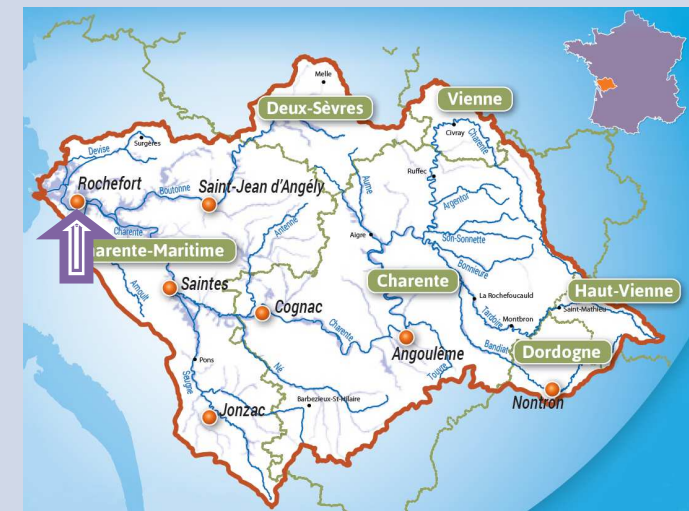 Melle
Deux-Sèvres
Vienne
Civray
Charente
Surgères
Devise
Ruffec
Aume
Rochefort
Boutonne
Saint-Jean d'Angély
Argentor
Antenne
Charente
Aigre
Son-Sonnette
arente-Maritime
Bonnieure
Saintes
Charente
Haut-Vienne
Arnoult
La Rochefoucauld
Saint-Mathieu
Cognac
Tardoire
Montbron
Charente
Angoulème
Bandiat
Dordogne
Pons
Touvre
Né
Seugne
Nontron
Barbezieux-St-Hilaire
Jonzac